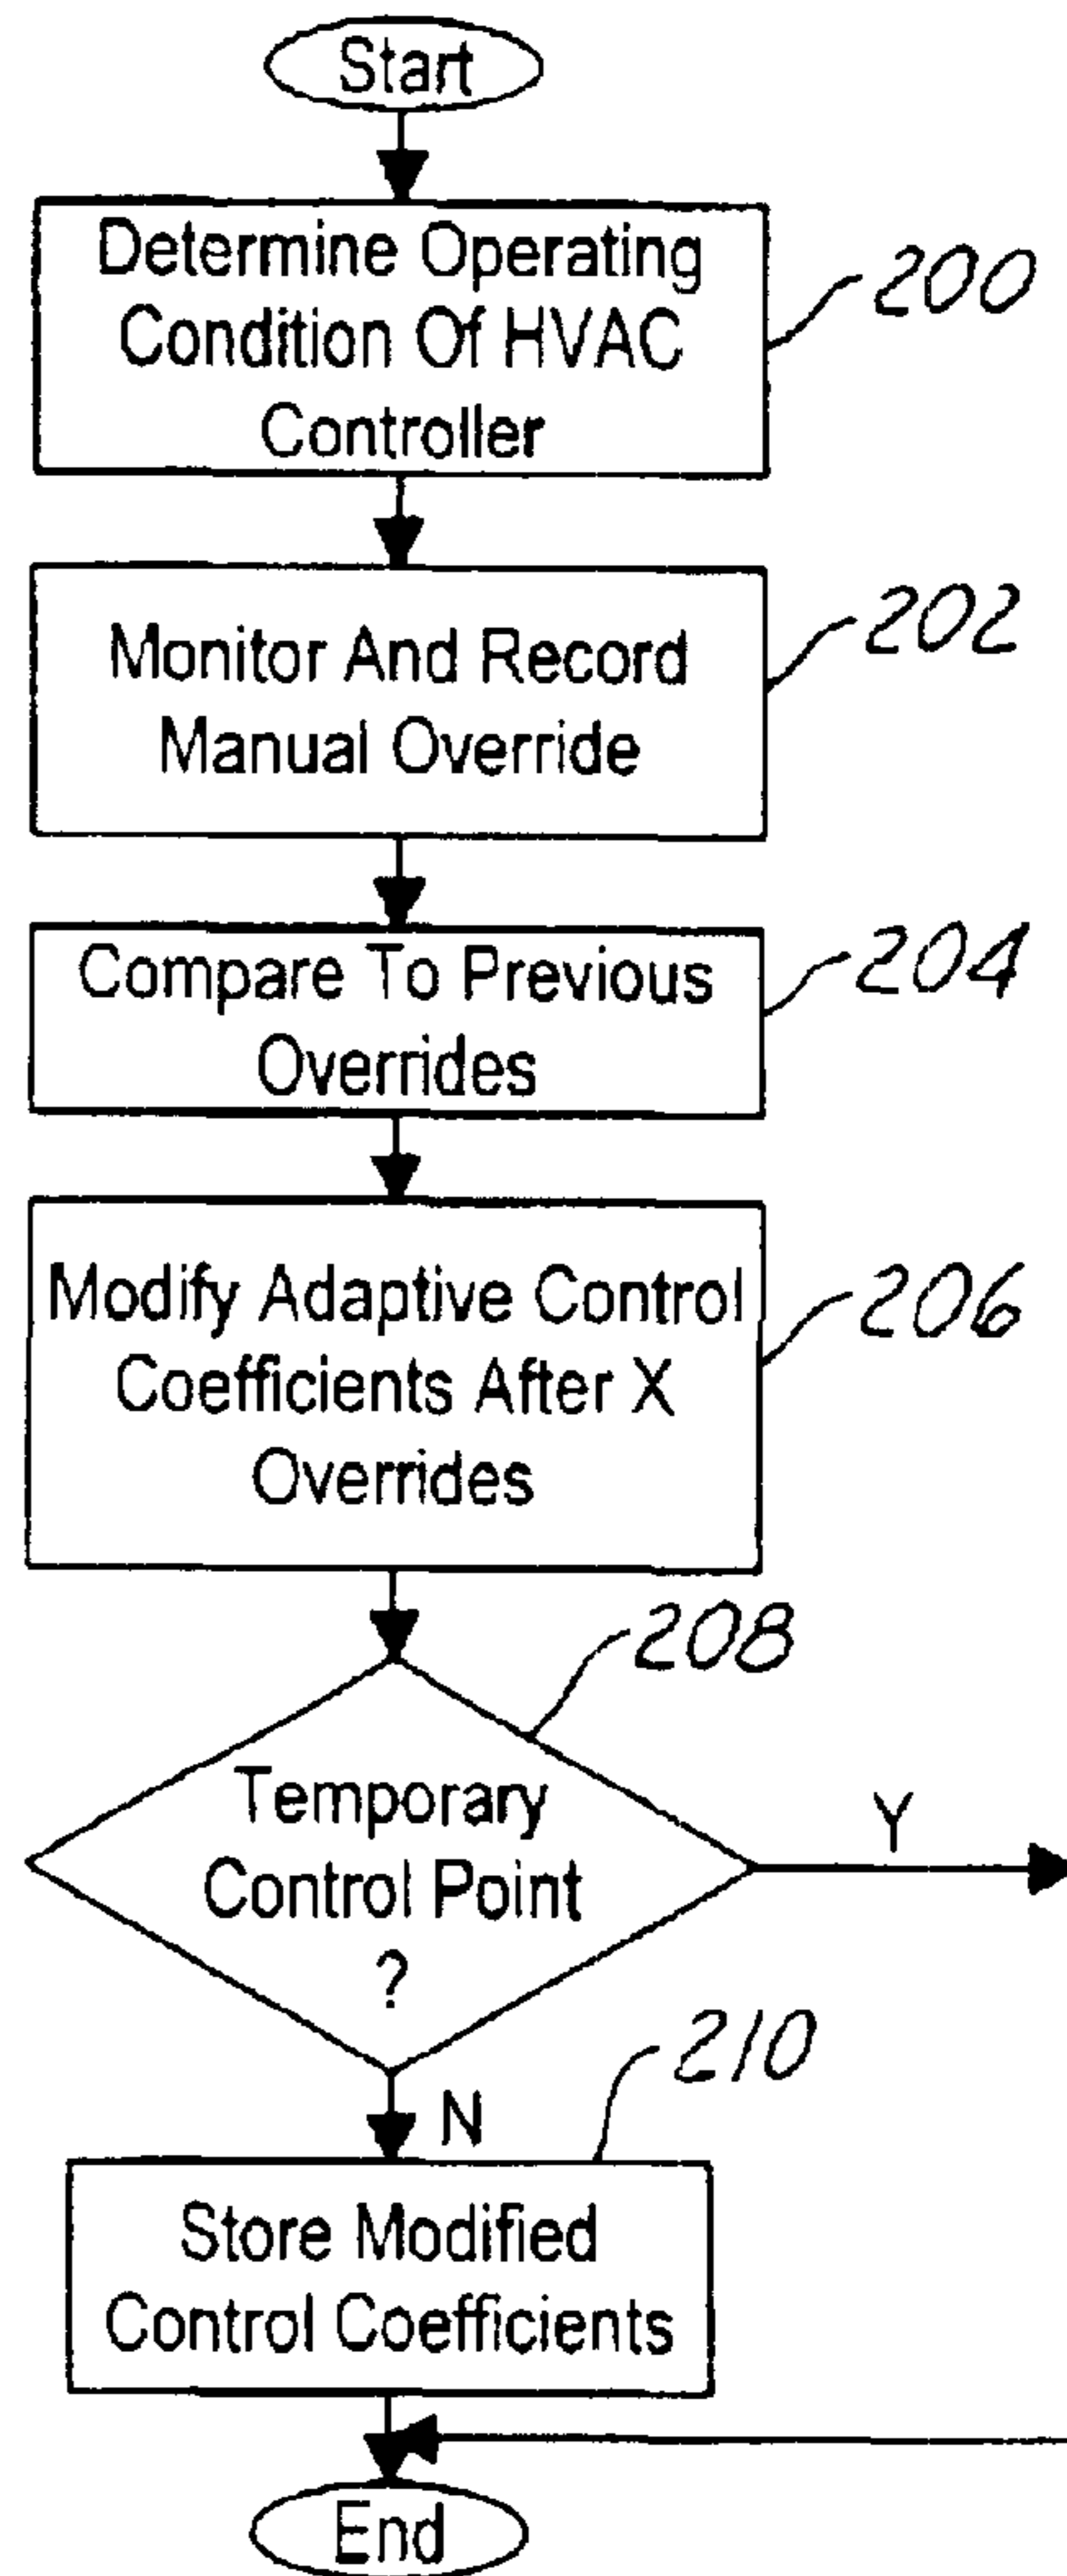 Start
Determine Operating
Condition Of HVAC
Controller
200
Monitor And Record
Manual Override
202
Compare To Previous
Overrides
204
Modify Adaptive Control
Coefficients After X
Overrides
206
208
Temporary
Control Point
?
Y
N
210
Store Modified
Control Coefficients
End